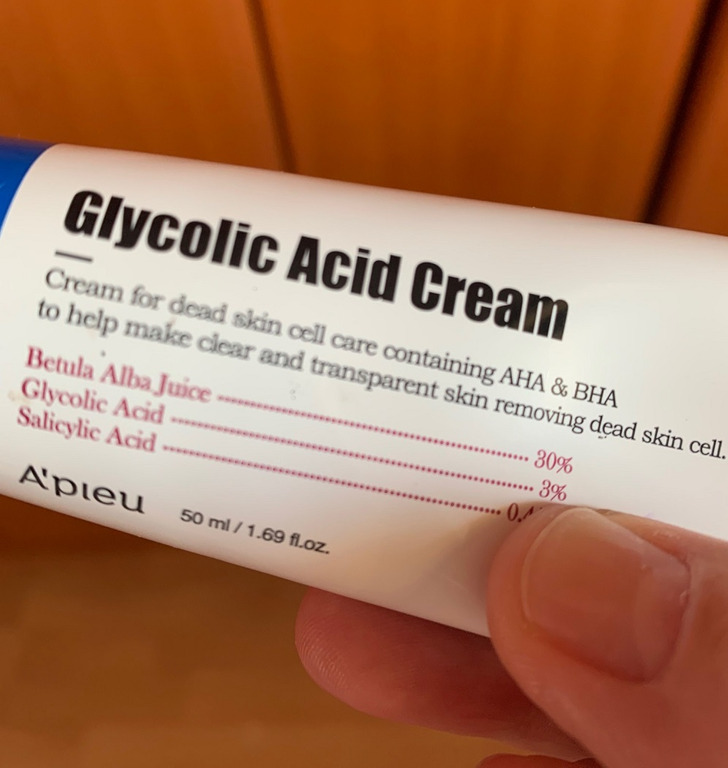 Glycolic Acid Cream
Cream for dead skin cell care containing AHA & BHA
to help make clear and transparent skin removing dead skin cell.
Betula Alba Juice 30%
Glycolic Acid 3%
Salicylic Acid
A'PIEU
50 ml / 1.69 fl.oz.